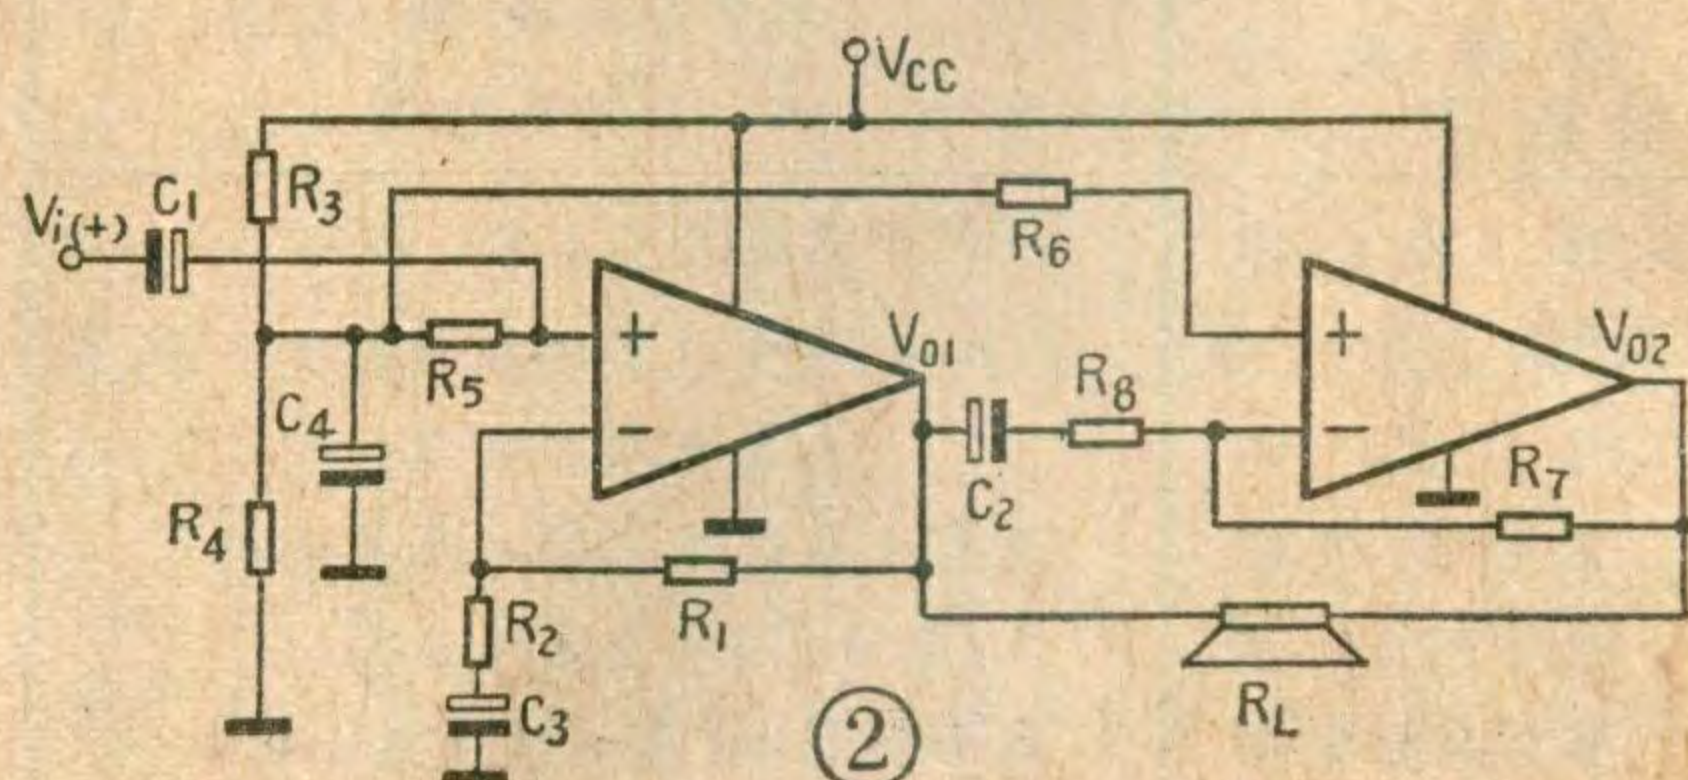 VCC
C1
R3
Vi(+)
R6
+
R5
+
V01
V02
R8
C4
−
−
C2
R7
R4
R2
R1
C3
RL
2